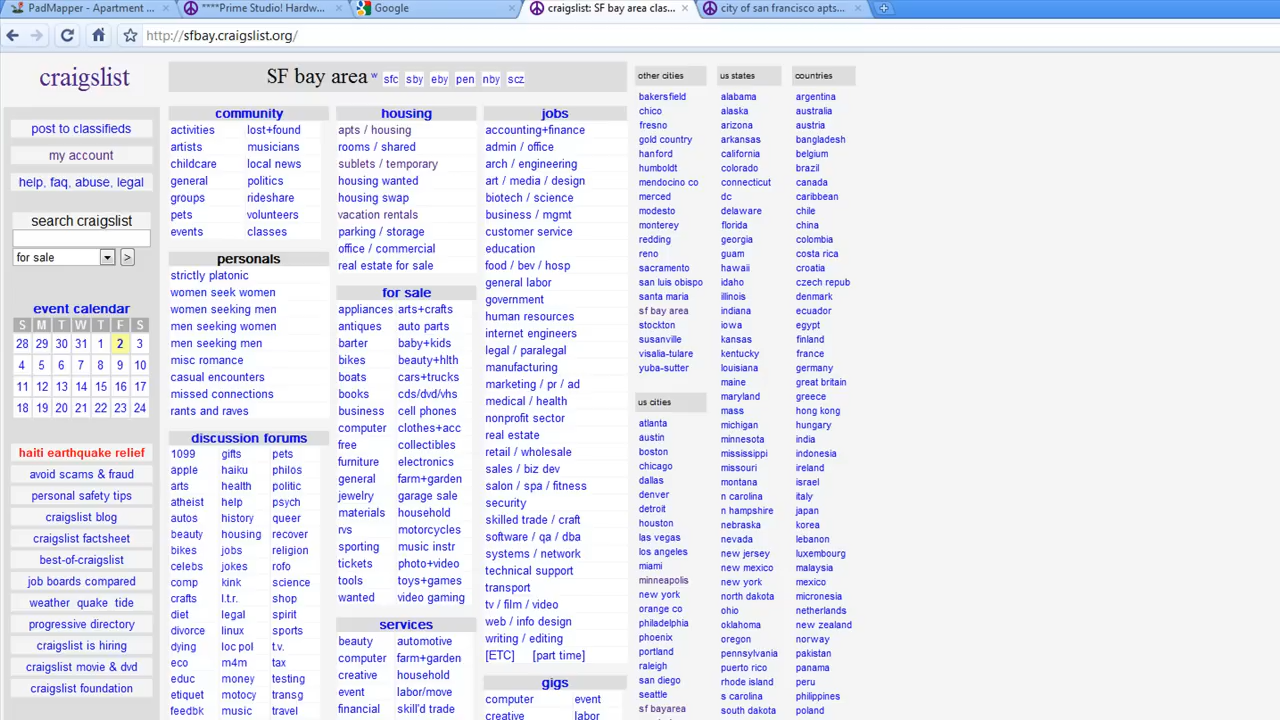 PadMapper - Apartment ...
****Prime Studio! Hardw...
Google
craigslist: SF bay area clas...
city of san francisco apts...
http://sfbay.craigslist.org/
craigslist
post to classifieds
my account
help, faq, abuse, legal
search craigslist
for sale
>
event calendar
S M T W T F S
28 29 30 31 1 2 3
4 5 6 7 8 9 10
11 12 13 14 15 16 17
18 19 20 21 22 23 24
haiti earthquake relief
avoid scams & fraud
personal safety tips
craigslist blog
craigslist factsheet
best-of-craigslist
job boards compared
weather quake tide
progressive directory
craigslist is hiring
craigslist movie & dvd
craigslist foundation
SF bay area w sfc sby eby pen nby scz
community
activities lost+found
artists musicians
childcare local news
general politics
groups rideshare
pets volunteers
events classes
personals
strictly platonic
women seek women
women seeking men
men seeking women
men seeking men
misc romance
casual encounters
missed connections
rants and raves
discussion forums
1099 gifts pets
apple haiku philos
arts health politic
atheist help psych
autos history queer
beauty housing recover
bikes jobs religion
celebs jokes rofo
comp kink science
crafts l.t.r. shop
diet legal spirit
divorce linux sports
dying loc pol t.v.
eco m4m tax
educ money testing
etiquet motocy transg
feedbk music travel
housing
apts / housing
rooms / shared
sublets / temporary
housing wanted
housing swap
vacation rentals
parking / storage
office / commercial
real estate for sale
for sale
appliances arts+crafts
antiques auto parts
barter baby+kids
bikes beauty+hlth
boats cars+trucks
books cds/dvd/vhs
business cell phones
computer clothes+acc
free collectibles
furniture electronics
general farm+garden
jewelry garage sale
materials household
rvs motorcycles
sporting music instr
tickets photo+video
tools toys+games
wanted video gaming
services
beauty automotive
computer farm+garden
creative household
event labor/move
financial skill'd trade
jobs
accounting+finance
admin / office
arch / engineering
art / media / design
biotech / science
business / mgmt
customer service
education
food / bev / hosp
general labor
government
human resources
internet engineers
legal / paralegal
manufacturing
marketing / pr / ad
medical / health
nonprofit sector
real estate
retail / wholesale
sales / biz dev
salon / spa / fitness
security
skilled trade / craft
software / qa / dba
systems / network
technical support
transport
tv / film / video
web / info design
writing / editing
[ETC] [part time]
gigs
computer event
creative labor
other cities
bakersfield
chico
fresno
gold country
hanford
humboldt
mendocino co
merced
modesto
monterey
redding
reno
sacramento
san luis obispo
santa maria
sf bay area
stockton
susanville
visalia-tulare
yuba-sutter
us cities
atlanta
austin
boston
chicago
dallas
denver
detroit
houston
las vegas
los angeles
miami
minneapolis
new york
orange co
philadelphia
phoenix
portland
raleigh
san diego
seattle
sf bayarea
us states
alabama
alaska
arizona
arkansas
california
colorado
connecticut
dc
delaware
florida
georgia
guam
hawaii
idaho
illinois
indiana
iowa
kansas
kentucky
louisiana
maine
maryland
mass
michigan
minnesota
mississippi
missouri
montana
n carolina
n hampshire
nebraska
nevada
new jersey
new mexico
new york
north dakota
ohio
oklahoma
oregon
pennsylvania
puerto rico
rhode island
s carolina
south dakota
countries
argentina
australia
austria
bangladesh
belgium
brazil
canada
caribbean
chile
china
colombia
costa rica
croatia
czech repub
denmark
ecuador
egypt
finland
france
germany
great britain
greece
hong kong
hungary
india
indonesia
ireland
israel
italy
japan
korea
lebanon
luxembourg
malaysia
mexico
micronesia
netherlands
new zealand
norway
pakistan
panama
peru
philippines
poland